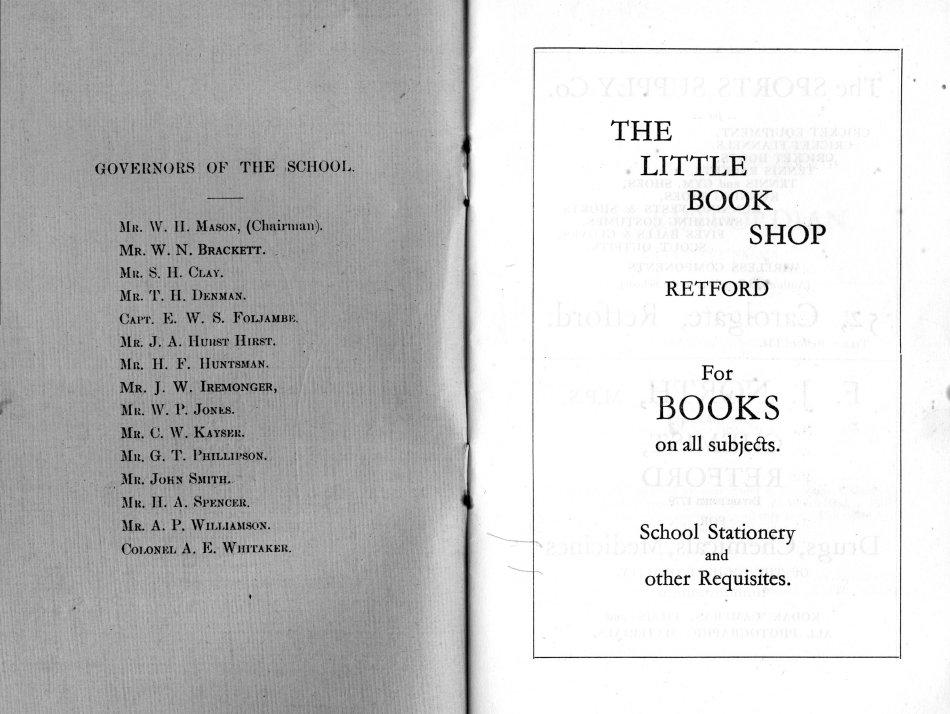 GOVERNORS OF THE SCHOOL.
MR. W. H. MASON, (Chairman).
MR. W. N. BRACKETT.
MR. S. H. CLAY.
MR. T. H. DENMAN.
CAPT. E. W. S. FOLJAMBE.
MR. J. A. HURST HIRST.
MR. H. F. HUNTSMAN.
MR. J. W. IREMONGER,
MR. W. P. JONES.
MR. C. W. KAYSER.
MR. G. T. PHILLIPSON.
MR. JOHN SMITH.
MR. H. A. SPENCER.
MR. A. P. WILLIAMSON.
COLONEL A. E. WHITAKER.
THE
LITTLE
BOOK
SHOP
RETFORD
For
BOOKS
on all subjects.
School Stationery
and
other Requisites.